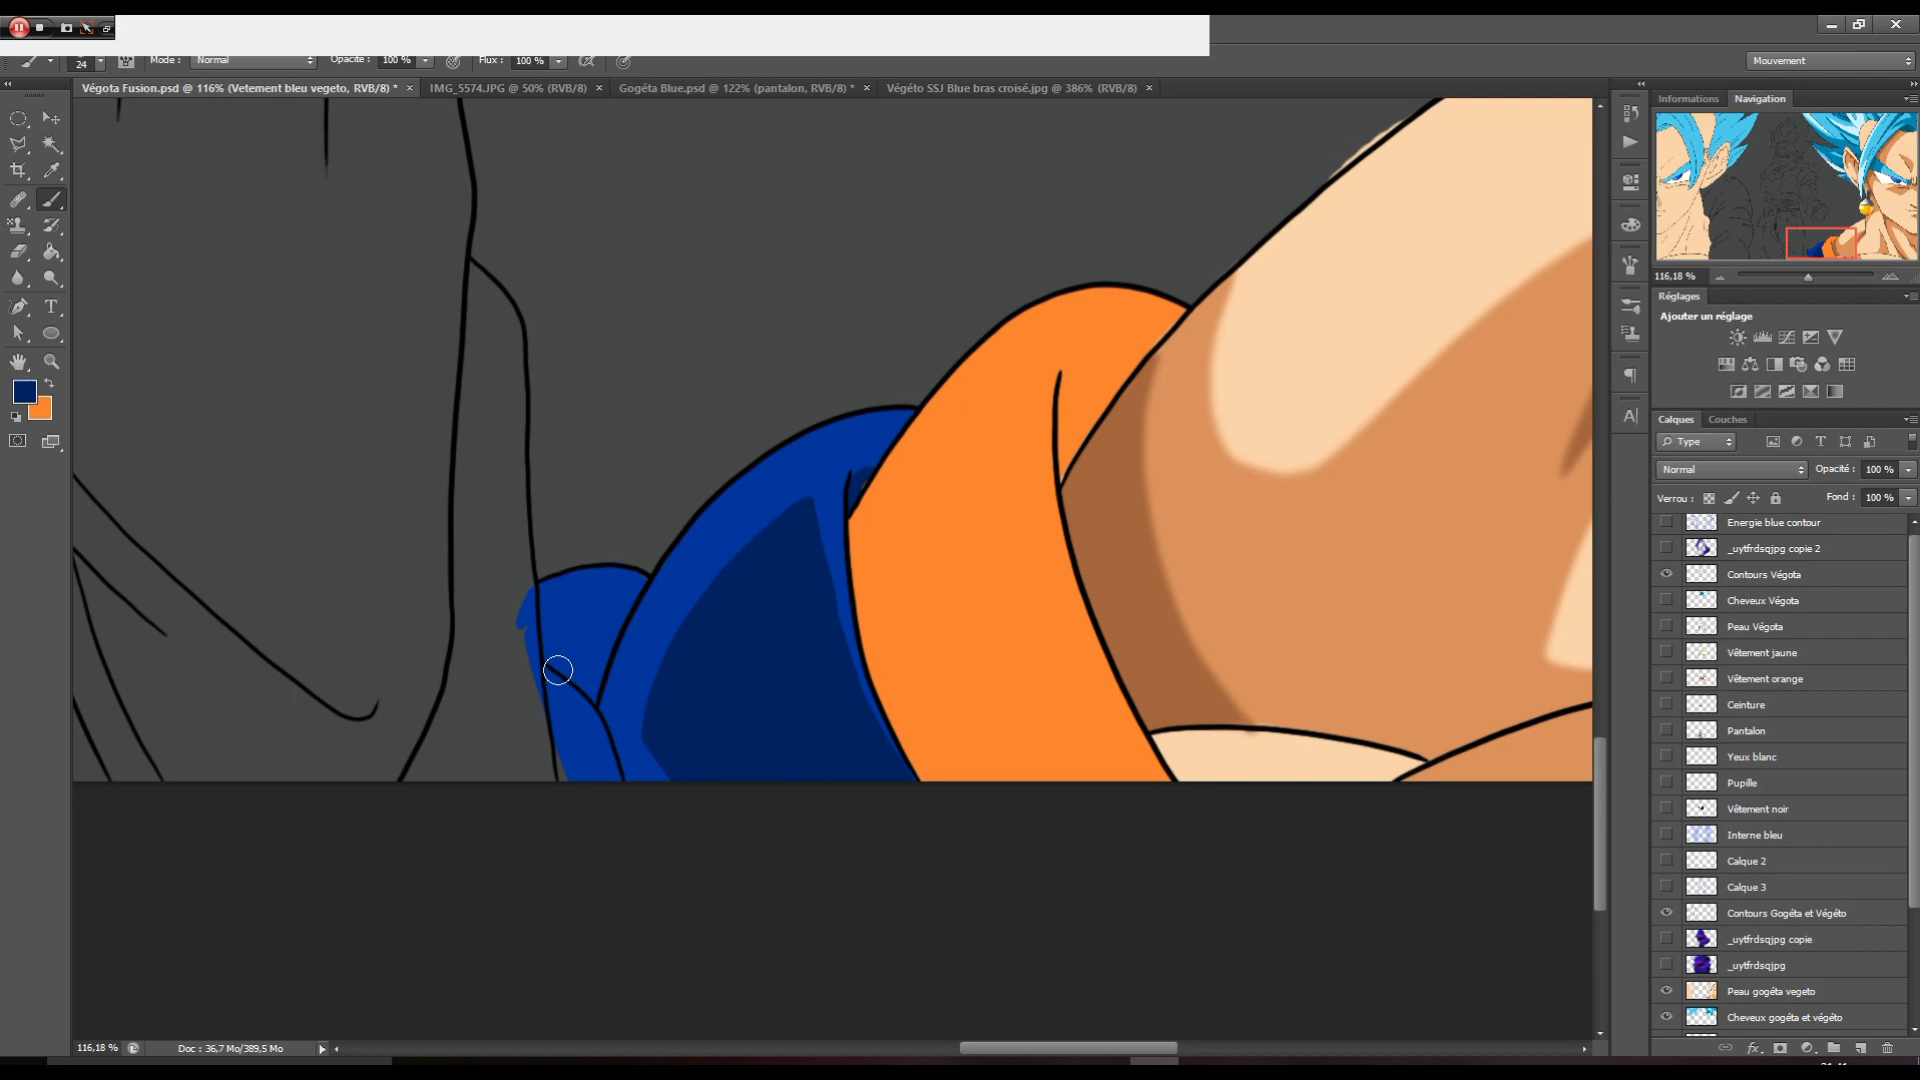 24 Mode : Normal Opacité : 100 % Flux : 100 % Mouvement
Végota Fusion.psd @ 116% (Vetement bleu vegeto, RVB/8) * × IMG_5574.JPG @ 50% (RVB/8) × Gogéta Blue.psd @ 122% (pantalon, RVB/8) * × Végéto SSJ Blue bras croisé.jpg @ 386% (RVB/8) ×
Informations Navigation
116,18 %
Réglages
Ajouter un réglage
Calques Couches
Type
Normal Opacité : 100 %
Verrou : Fond : 100 %
Energie blue contour
_uytfrdsqjpg copie 2
Contours Végota
Cheveux Végota
Peau Végota
Vêtement jaune
Vêtement orange
Ceinture
Pantalon
Yeux blanc
Pupille
Vêtement noir
Interne bleu
Calque 2
Calque 3
Contours Gogéta et Végéto
_uytfrdsqjpg copie
_uytfrdsqjpg
Peau gogéta vegeto
Cheveux gogéta et végéto
fx
116,18 % Doc : 36,7 Mo/389,5 Mo